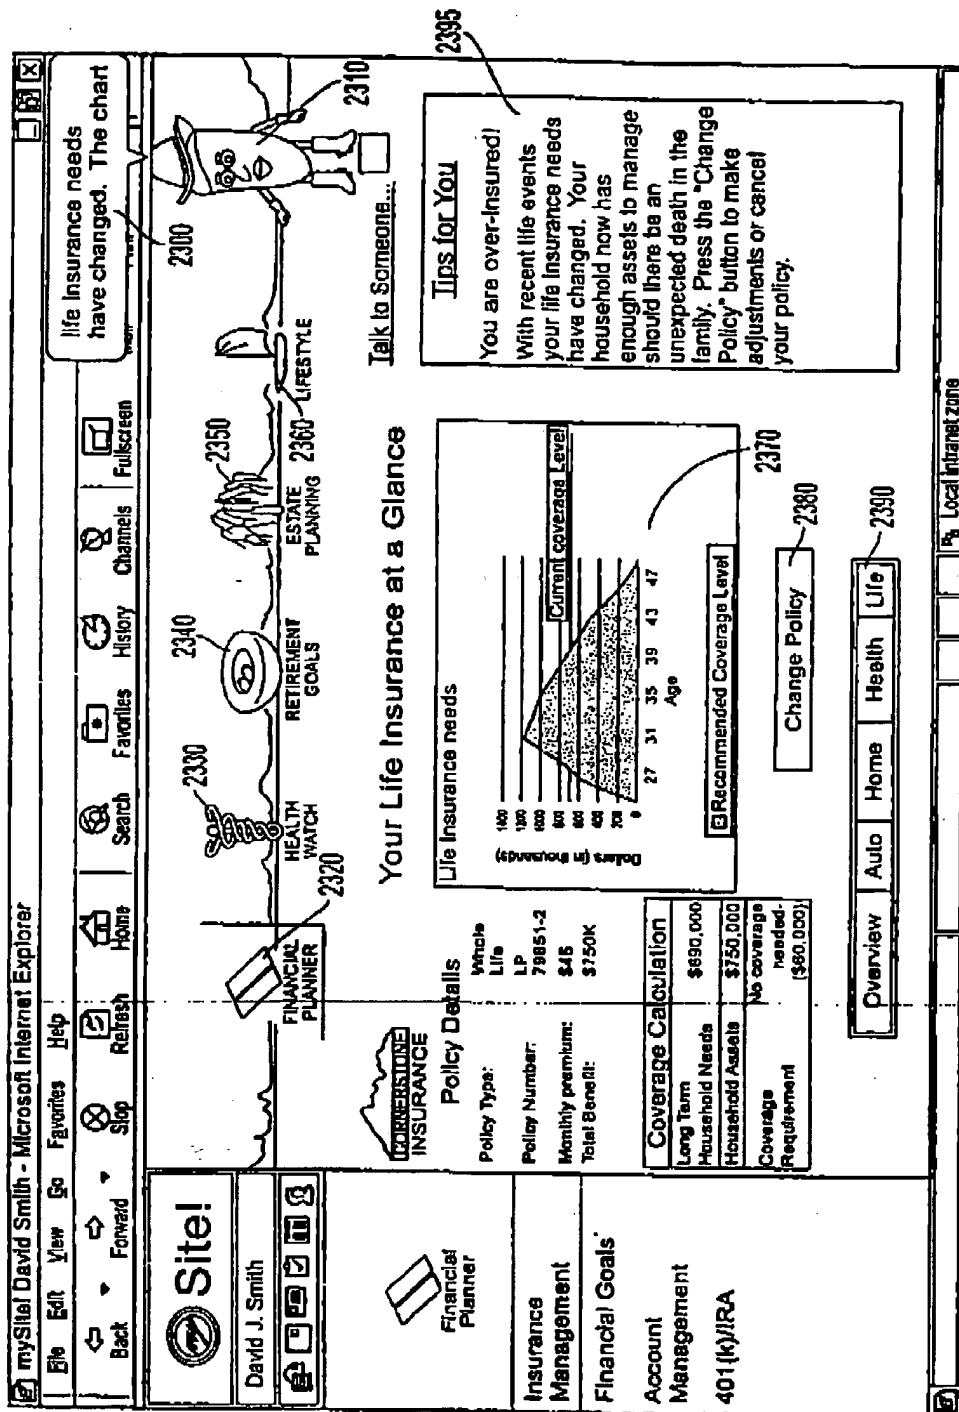 mySite! David Smith - Microsoft Internet Explorer
File Edit View Go Favorites Help
Back Forward Stop Refresh Home Search Favorites History Channels Fullscreen
life Insurance needs
have changed. The chart
2300
Site!
David J. Smith
2310
2320
2330
2340
2350
2360
FINANCIAL
PLANNER
HEALTH
WATCH
RETIREMENT
GOALS
ESTATE
PLANNING
LIFESTYLE
Talk to Someone...
Financial
Planner
Insurance
Management
Financial Goals
Account
Management
401(k)/IRA
CORNERSTONE
INSURANCE
Your Life Insurance at a Glance
Policy Details
Policy Type: Whole
Life
Policy Number: LP
79851-2
Monthly premium: $45
Total Benefit: $750K
Coverage Calculation
Long Term
Household Needs $690,000
Household Assets $750,000
Coverage
Requirement
No coverage
needed-
($60,000)
Life Insurance needs
Dollars (in thousands)
1400
1200
1000
800
600
400
0
Current coverage Level
27 31 35 39 43 47
Age
Recommended Coverage Level
2370
Change Policy
2380
Overview Auto Home Health Life
2390
Tips for You
You are over-Insured!
With recent life events
your life insurance needs
have changed. Your
household now has
enough assets to manage
should there be an
unexpected death in the
family. Press the "Change
Policy" button to make
adjustments or cancel
your policy.
2395
Local intranet zone